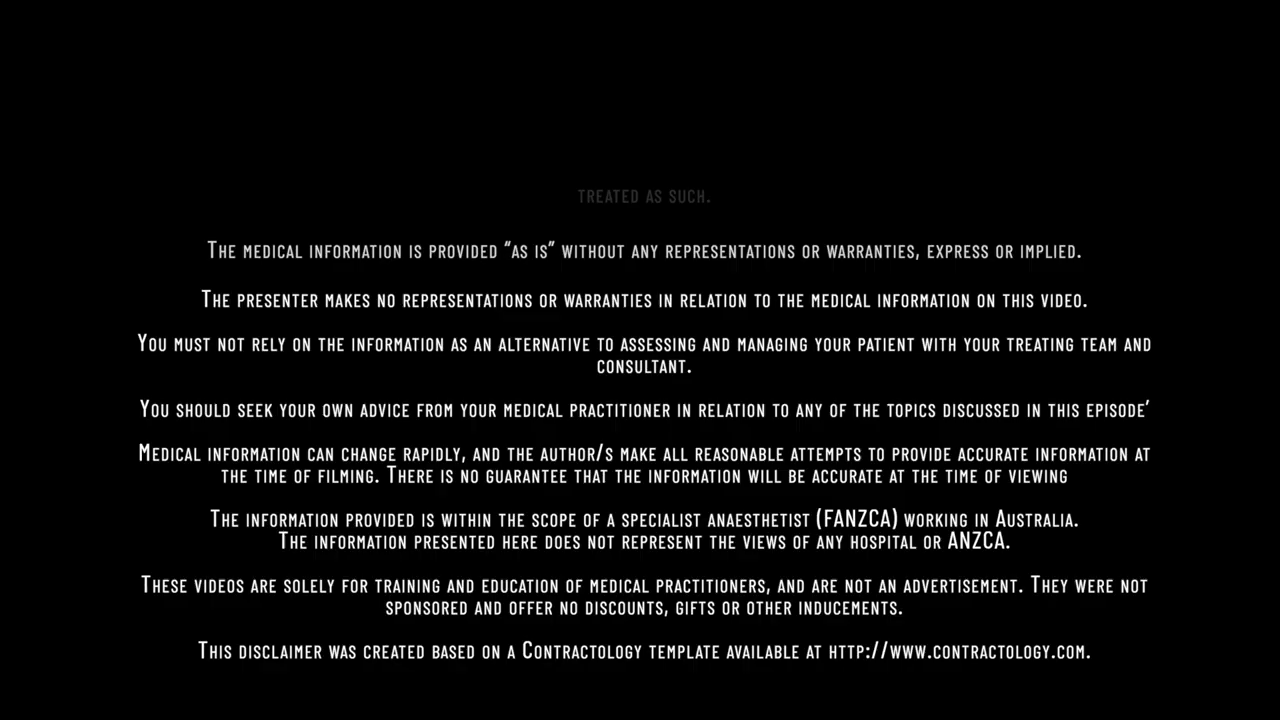 treated as such.
The medical information is provided “as is” without any representations or warranties, express or implied.
The presenter makes no representations or warranties in relation to the medical information on this video.
You must not rely on the information as an alternative to assessing and managing your patient with your treating team and
consultant.
You should seek your own advice from your medical practitioner in relation to any of the topics discussed in this episode’
Medical information can change rapidly, and the author/s make all reasonable attempts to provide accurate information at
the time of filming. There is no guarantee that the information will be accurate at the time of viewing
The information provided is within the scope of a specialist anaesthetist (FANZCA) working in Australia.
The information presented here does not represent the views of any hospital or ANZCA.
These videos are solely for training and education of medical practitioners, and are not an advertisement. They were not
sponsored and offer no discounts, gifts or other inducements.
This disclaimer was created based on a Contractology template available at http://www.contractology.com.